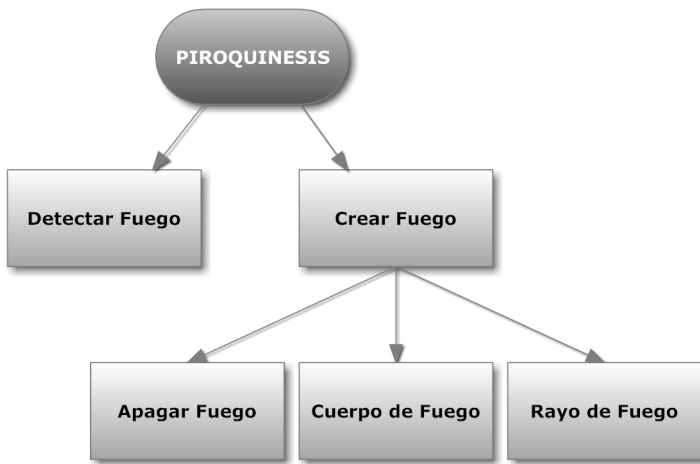 PIROQUINESIS
Detectar Fuego
Crear Fuego
Apagar Fuego
Cuerpo de Fuego
Rayo de Fuego